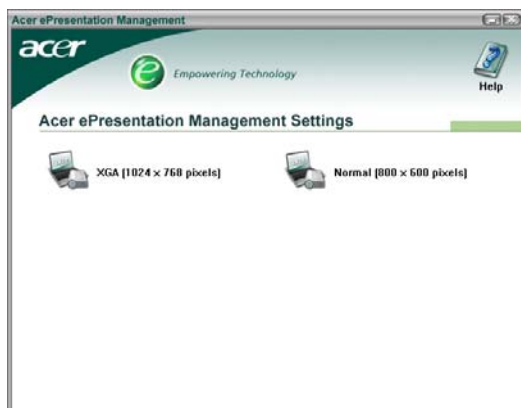 Acer ePresentation Management
acer
e
Empowering Technology
?
Help
Acer ePresentation Management Settings
XGA (1024 x 768 pixels)
Normal (800 x 600 pixels)